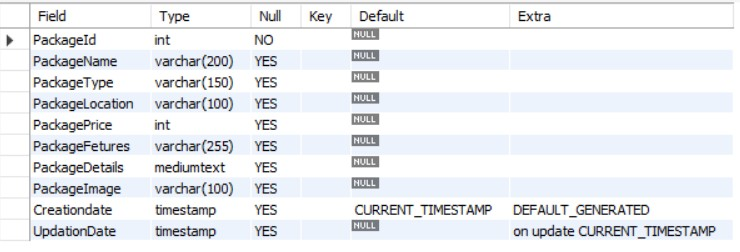 Field Type Null Key Default Extra
PackageId int NO NULL
PackageName varchar(200) YES NULL
PackageType varchar(150) YES NULL
PackageLocation varchar(100) YES NULL
PackagePrice int YES NULL
PackageFetures varchar(255) YES NULL
PackageDetails mediumtext YES NULL
PackageImage varchar(100) YES NULL
Creationdate timestamp YES CURRENT_TIMESTAMP DEFAULT_GENERATED
UpdationDate timestamp YES NULL on update CURRENT_TIMESTAMP